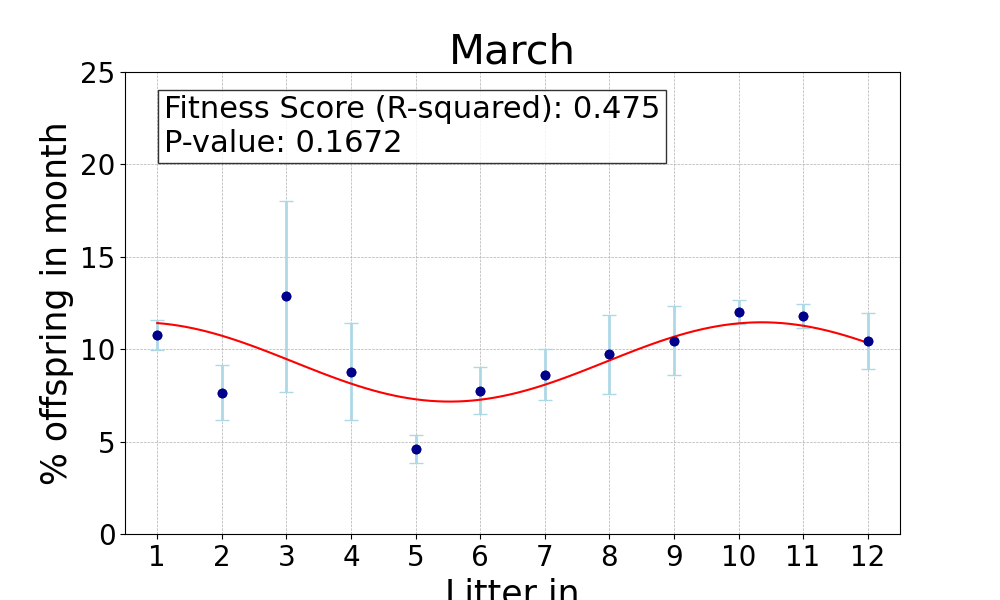 March
Fitness Score (R-squared): 0.475
P-value: 0.1672
% offspring in month
25
20
15
10
5
0
1 2 3 4 5 6 7 8 9 10 11 12
Litter in